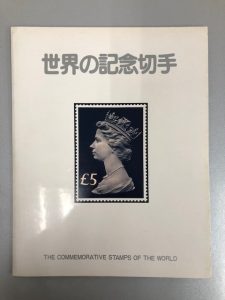 世界の記念切手
£5
THE COMMEMORATIVE STAMPS OF THE WORLD